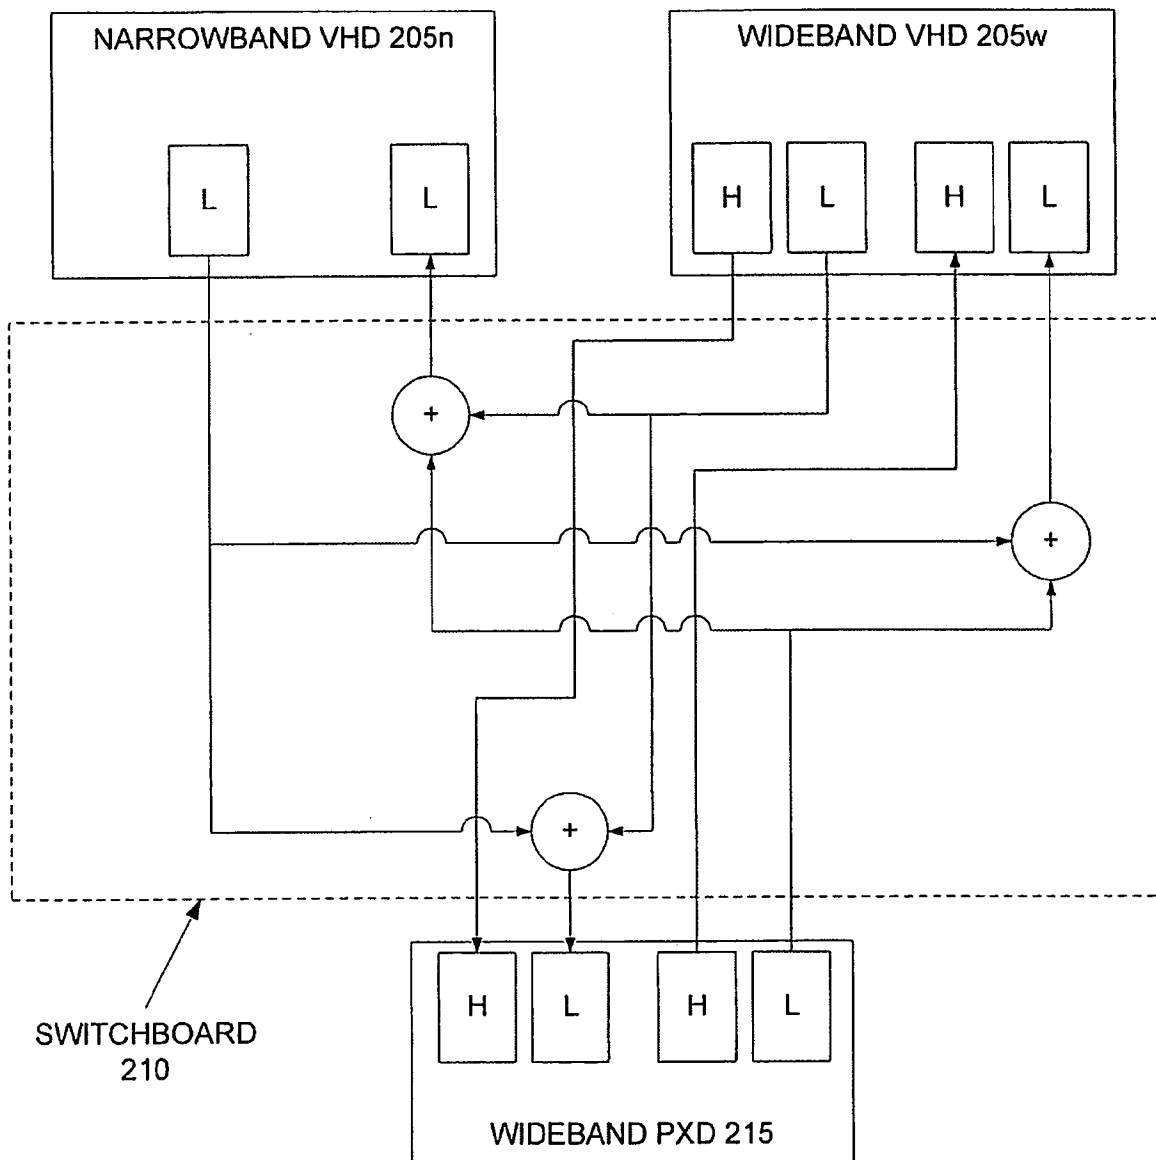 NARROWBAND VHD 205n
WIDEBAND VHD 205w
L
L
H
L
H
L
+
+
+
SWITCHBOARD
210
H
L
H
L
WIDEBAND PXD 215